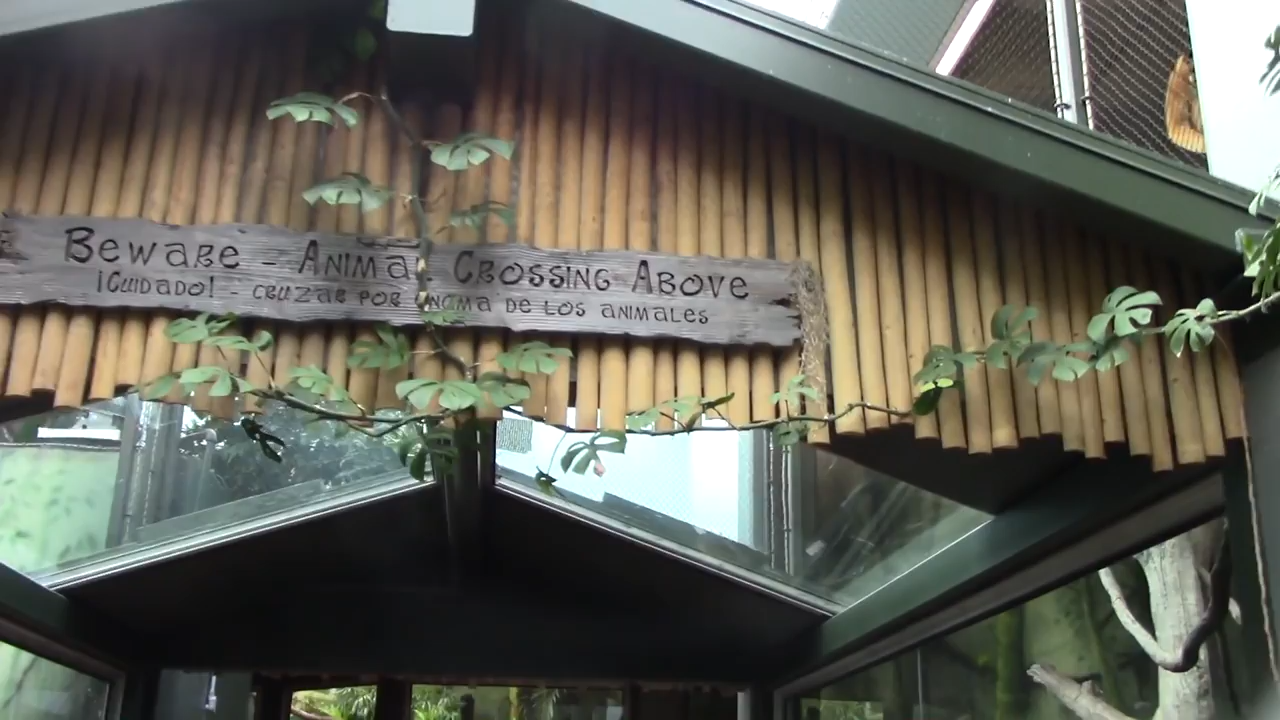 Beware - Animal Crossing Above
¡Cuidado! - cruzar por encima de los animales